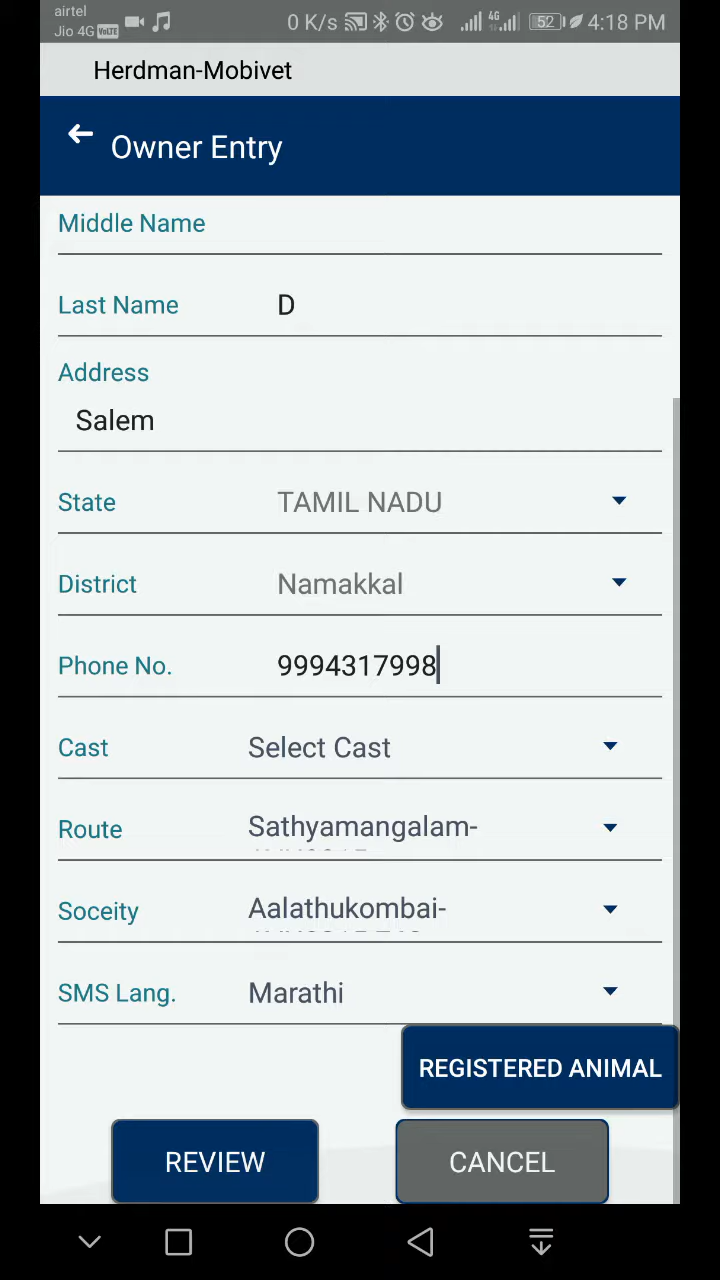 airtel
Jio 4G VoLTE 0 K/s 4G 52 4:18 PM
Herdman-Mobivet
Owner Entry
Middle Name
Last Name D
Address
Salem
State TAMIL NADU
District Namakkal
Phone No. 9994317998
Cast Select Cast
Route Sathyamangalam-
Soceity Aalathukombai-
SMS Lang. Marathi
REGISTERED ANIMAL
REVIEW CANCEL